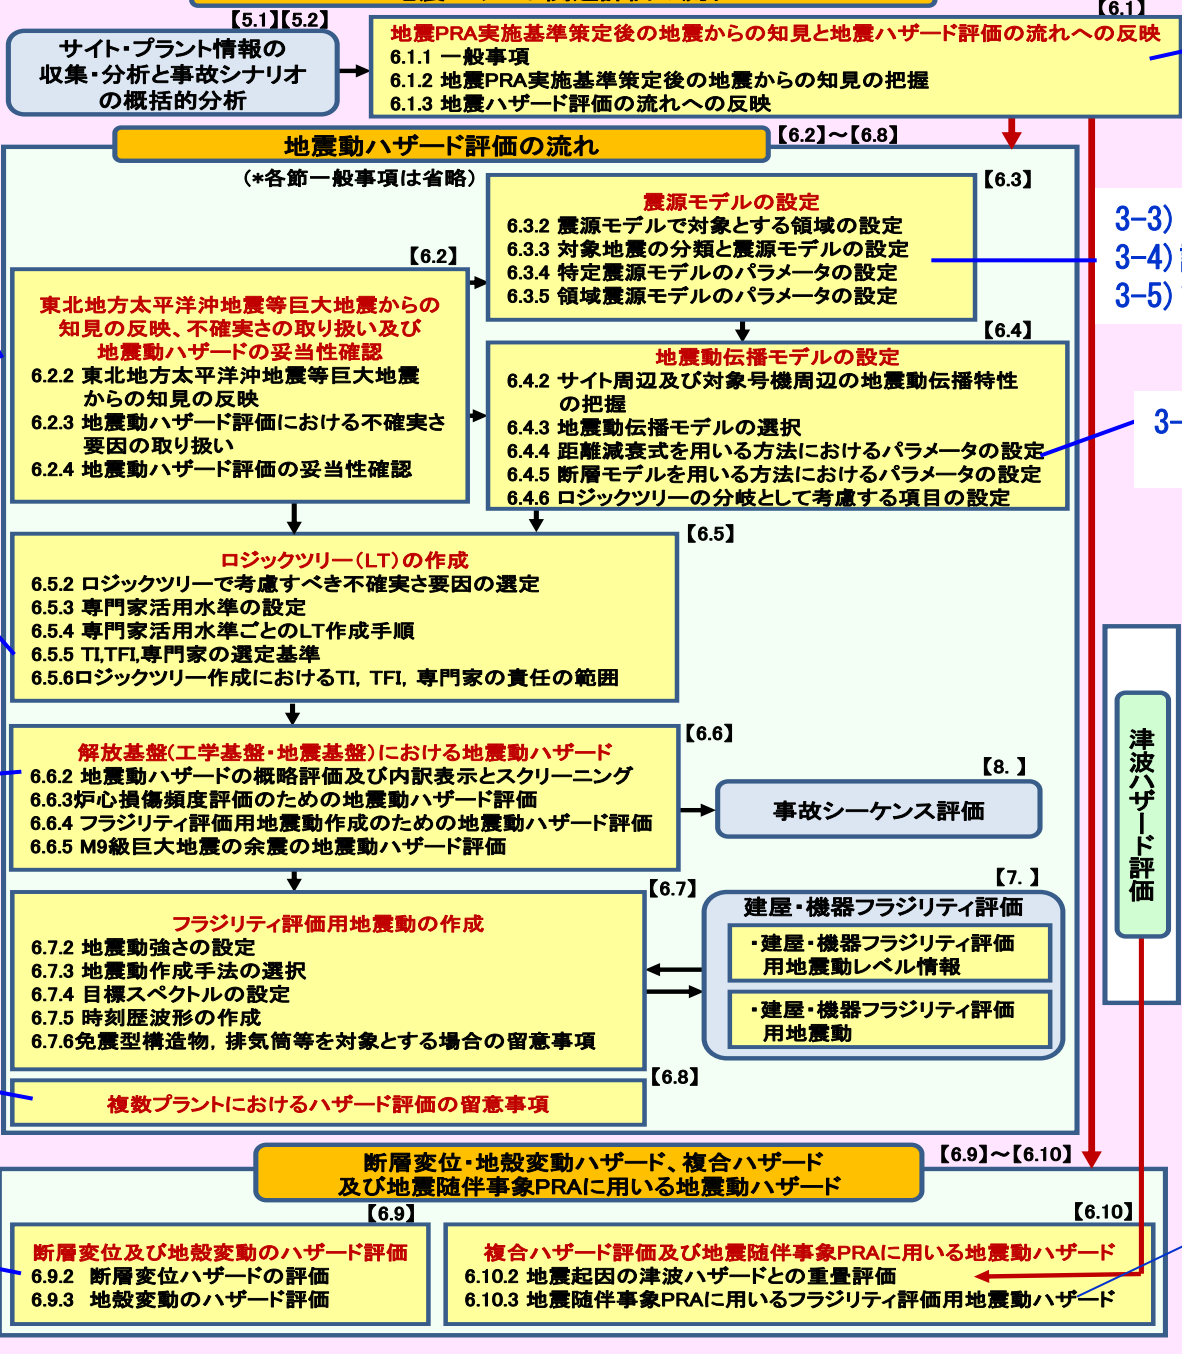 【5.1】【5.2】
サイト・プラント情報の
収集・分析と事故シナリオ
の概括的分析
【6.1】
地震PRA実施基準策定後の地震からの知見と地震ハザード評価の流れへの反映
6.1.1 一般事項
6.1.2 地震PRA実施基準策定後の地震からの知見の把握
6.1.3 地震ハザード評価の流れへの反映
地震動ハザード評価の流れ
【6.2】～【6.8】
(*各節一般事項は省略)
【6.3】
震源モデルの設定
6.3.2 震源モデルで対象とする領域の設定
6.3.3 対象地震の分類と震源モデルの設定
6.3.4 特定震源モデルのパラメータの設定
6.3.5 領域震源モデルのパラメータの設定
3-3)
3-4)
3-5)
【6.2】
東北地方太平洋沖地震等巨大地震からの
知見の反映、不確実さの取り扱い及び
地震動ハザードの妥当性確認
6.2.2 東北地方太平洋沖地震等巨大地震
からの知見の反映
6.2.3 地震動ハザード評価における不確実さ
要因の取り扱い
6.2.4 地震動ハザード評価の妥当性確認
【6.4】
地震動伝播モデルの設定
6.4.2 サイト周辺及び対象号機周辺の地震動伝播特性
の把握
6.4.3 地震動伝播モデルの選択
6.4.4 距離減衰式を用いる方法におけるパラメータの設定
6.4.5 断層モデルを用いる方法におけるパラメータの設定
6.4.6 ロジックツリーの分岐として考慮する項目の設定
3-
【6.5】
ロジックツリー(LT)の作成
6.5.2 ロジックツリーで考慮すべき不確実さ要因の選定
6.5.3 専門家活用水準の設定
6.5.4 専門家活用水準ごとのLT作成手順
6.5.5 TI,TFI,専門家の選定基準
6.5.6ロジックツリー作成におけるTI, TFI, 専門家の責任の範囲
【6.6】
解放基盤(工学基盤・地震基盤)における地震動ハザード
6.6.2 地震動ハザードの概略評価及び内訳表示とスクリーニング
6.6.3炉心損傷頻度評価のための地震動ハザード評価
6.6.4 フラジリティ評価用地震動作成のための地震動ハザード評価
6.6.5 M9級巨大地震の余震の地震動ハザード評価
【8. 】
事故シーケンス評価
津波ハザード評価
【6.7】
フラジリティ評価用地震動の作成
6.7.2 地震動強さの設定
6.7.3 地震動作成手法の選択
6.7.4 目標スペクトルの設定
6.7.5 時刻歴波形の作成
6.7.6免震型構造物, 排気筒等を対象とする場合の留意事項
【7. 】
建屋・機器フラジリティ評価
・建屋・機器フラジリティ評価
用地震動レベル情報
・建屋・機器フラジリティ評価
用地震動
【6.8】
複数プラントにおけるハザード評価の留意事項
断層変位・地殻変動ハザード、複合ハザード
及び地震随伴事象PRAに用いる地震動ハザード
【6.9】～【6.10】
【6.9】
断層変位及び地殻変動のハザード評価
6.9.2 断層変位ハザードの評価
6.9.3 地殻変動のハザード評価
【6.10】
複合ハザード評価及び地震随伴事象PRAに用いる地震動ハザード
6.10.2 地震起因の津波ハザードとの重畳評価
6.10.3 地震随伴事象PRAに用いるフラジリティ評価用地震動ハザード